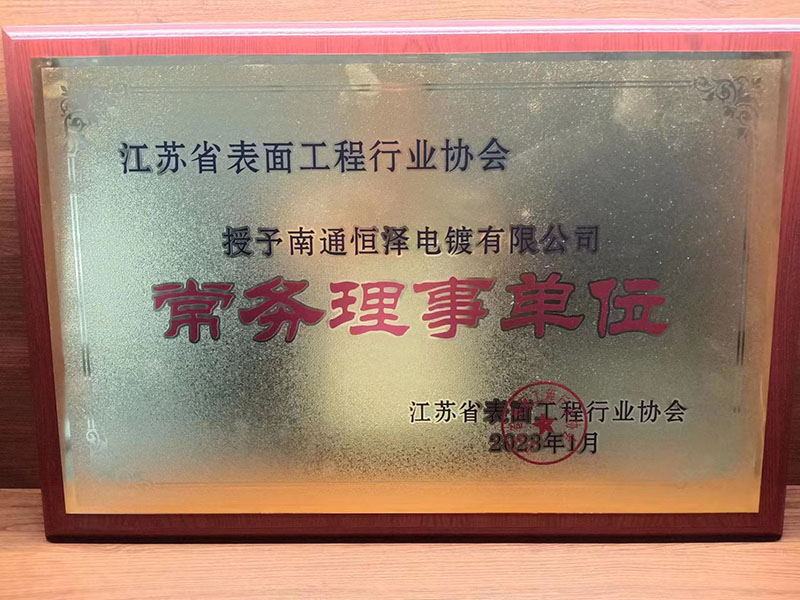 江苏省表面工程行业协会
授予南通恒泽电镀有限公司
常务理事单位
江苏省表面工程行业协会
2023年1月